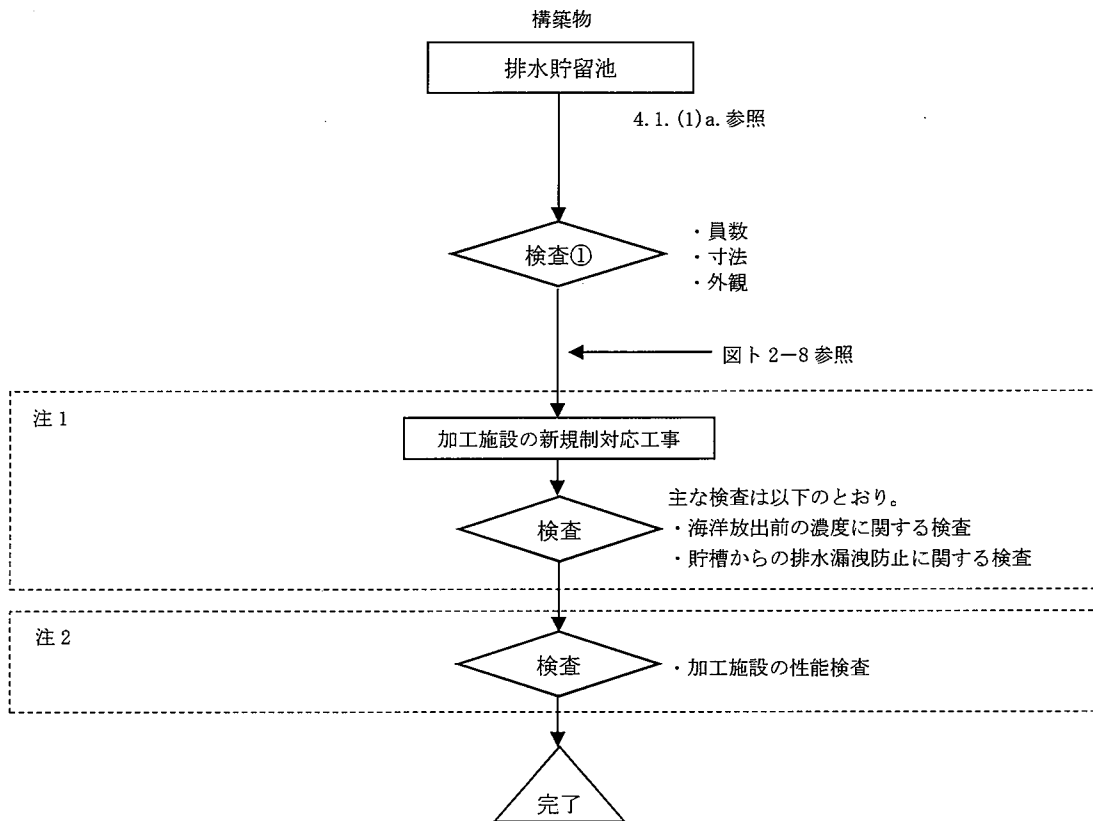 構築物
排水貯留池
4.1.(1)a.参照
検査①
・員数
・寸法
・外観
図ト2－8参照
注1
加工施設の新規制対応工事
検査
主な検査は以下のとおり。
・海洋放出前の濃度に関する検査
・貯槽からの排水漏洩防止に関する検査
注2
検査
・加工施設の性能検査
完了